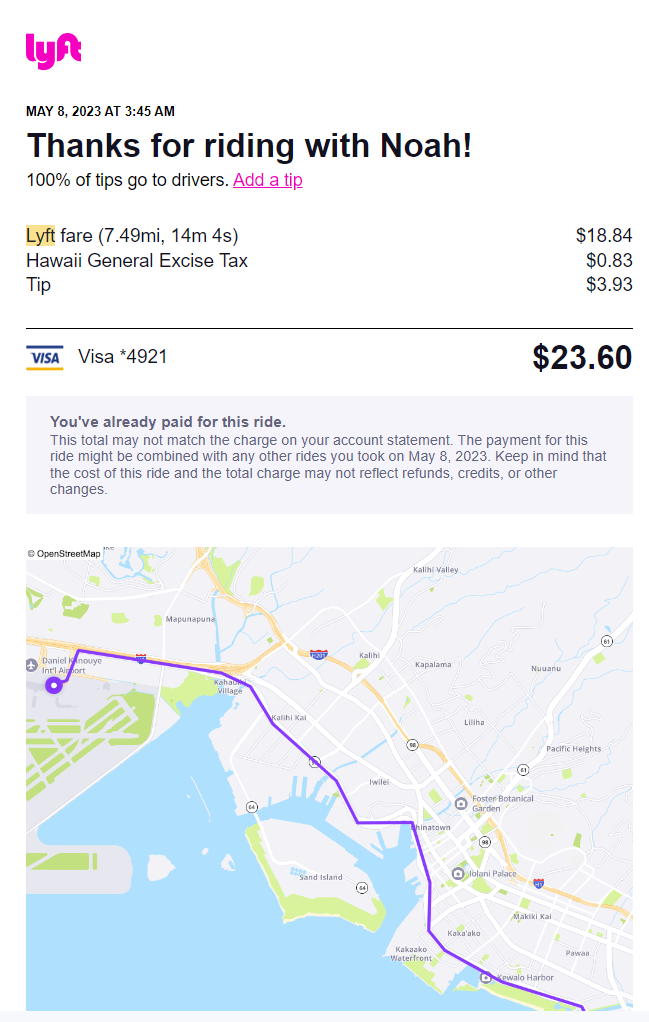 lyft
MAY 8, 2023 AT 3:45 AM
Thanks for riding with Noah!
100% of tips go to drivers. Add a tip
Lyft fare (7.49mi, 14m 4s) $18.84
Hawaii General Excise Tax $0.83
Tip $3.93
VISA Visa *4921 $23.60
You've already paid for this ride.
This total may not match the charge on your account statement. The payment for this
ride might be combined with any other rides you took on May 8, 2023. Keep in mind that
the cost of this ride and the total charge may not reflect refunds, credits, or other
changes.
© OpenStreetMap
Kalihi Valley
Mapunapuna
61
H201
Kalihi
Daniel K Inouye
Int'l Airport
Kapalama
Nuuanu
Village
Kalihi Kai
Liliha
98
Pacific Heights
61
Iwilei
64
Foster Botanical
Garden
Chinatown
98
Iolani Palace
Sand Island
64
H1
Makiki Kai
Kaka'ako
Kakaako
Waterfront
Pawaa
Kewalo Harbor